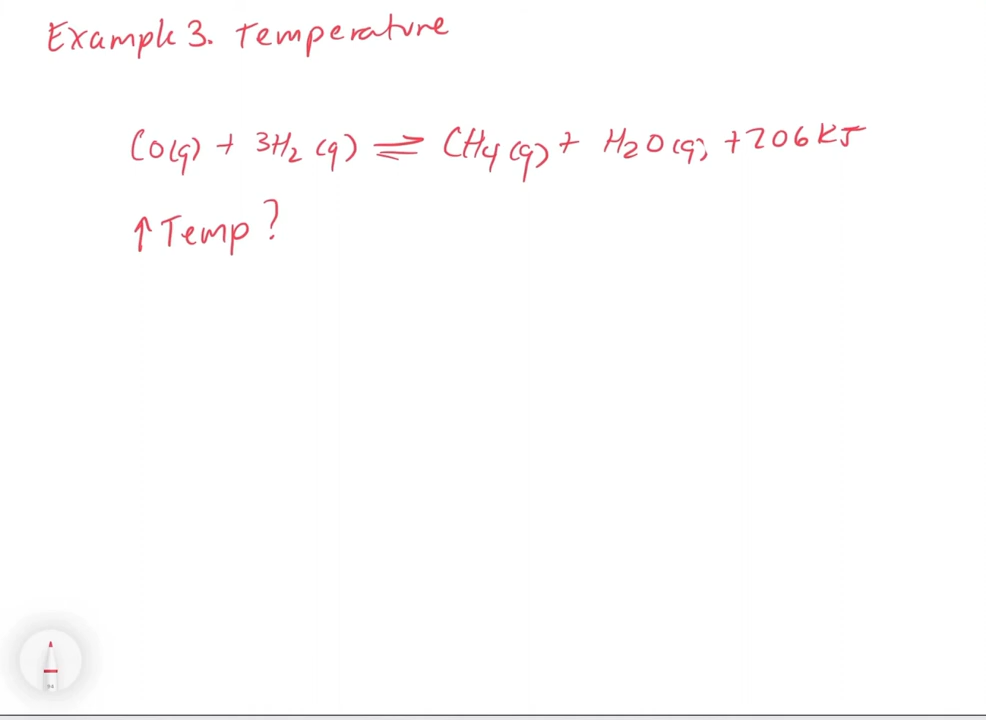 Example 3. Temperature
CO(g) + 3H2 (g) ⇌ CH4 (g) + H2O (g) + 206 kJ
↑ Temp ?